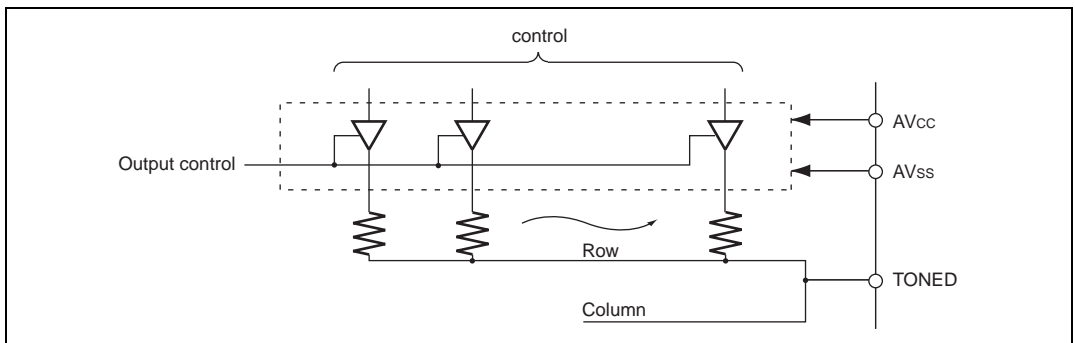 control
AVcc
Output control
AVss
Row
TONED
Column